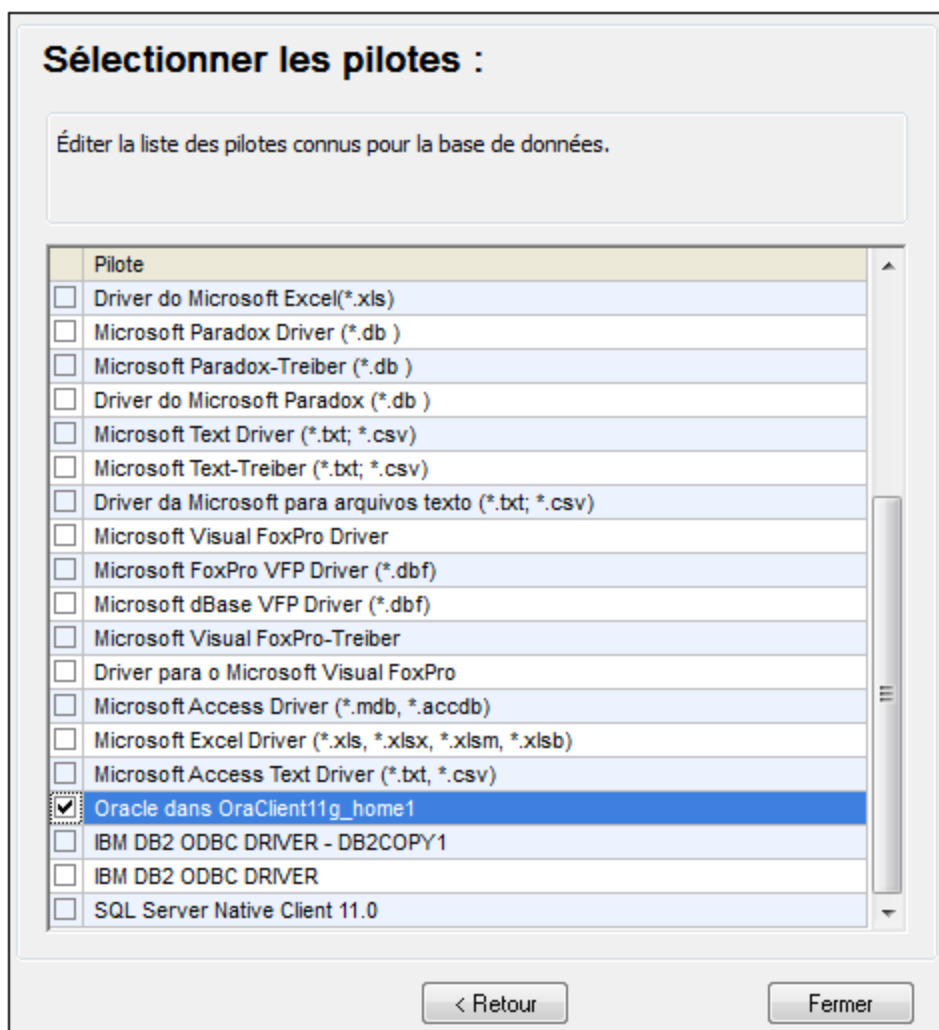 Sélectionner les pilotes :
Éditer la liste des pilotes connus pour la base de données.
Pilote
Driver do Microsoft Excel(*.xls)
Microsoft Paradox Driver (*.db )
Microsoft Paradox-Treiber (*.db )
Driver do Microsoft Paradox (*.db )
Microsoft Text Driver (*.txt; *.csv)
Microsoft Text-Treiber (*.txt; *.csv)
Driver da Microsoft para arquivos texto (*.txt; *.csv)
Microsoft Visual FoxPro Driver
Microsoft FoxPro VFP Driver (*.dbf)
Microsoft dBase VFP Driver (*.dbf)
Microsoft Visual FoxPro-Treiber
Driver para o Microsoft Visual FoxPro
Microsoft Access Driver (*.mdb, *.accdb)
Microsoft Excel Driver (*.xls, *.xlsx, *.xlsm, *.xlsb)
Microsoft Access Text Driver (*.txt, *.csv)
Oracle dans OraClient11g_home1
IBM DB2 ODBC DRIVER - DB2COPY1
IBM DB2 ODBC DRIVER
SQL Server Native Client 11.0
< Retour
Fermer